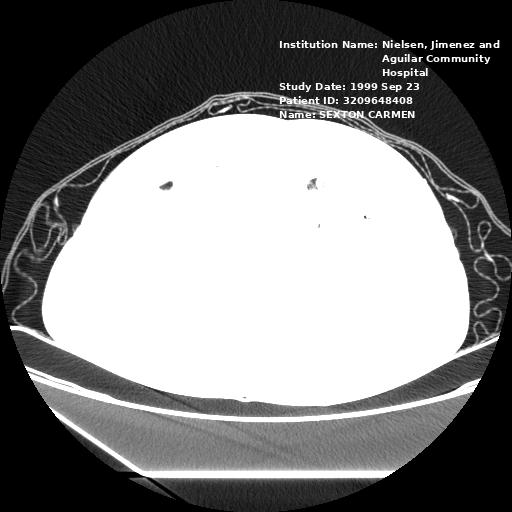 Institution Name: Nielsen, Jimenez and
Aguilar Community
Hospital
Study Date: 1999 Sep 23
Patient ID: 3209648408
Name: SEXTON CARMEN